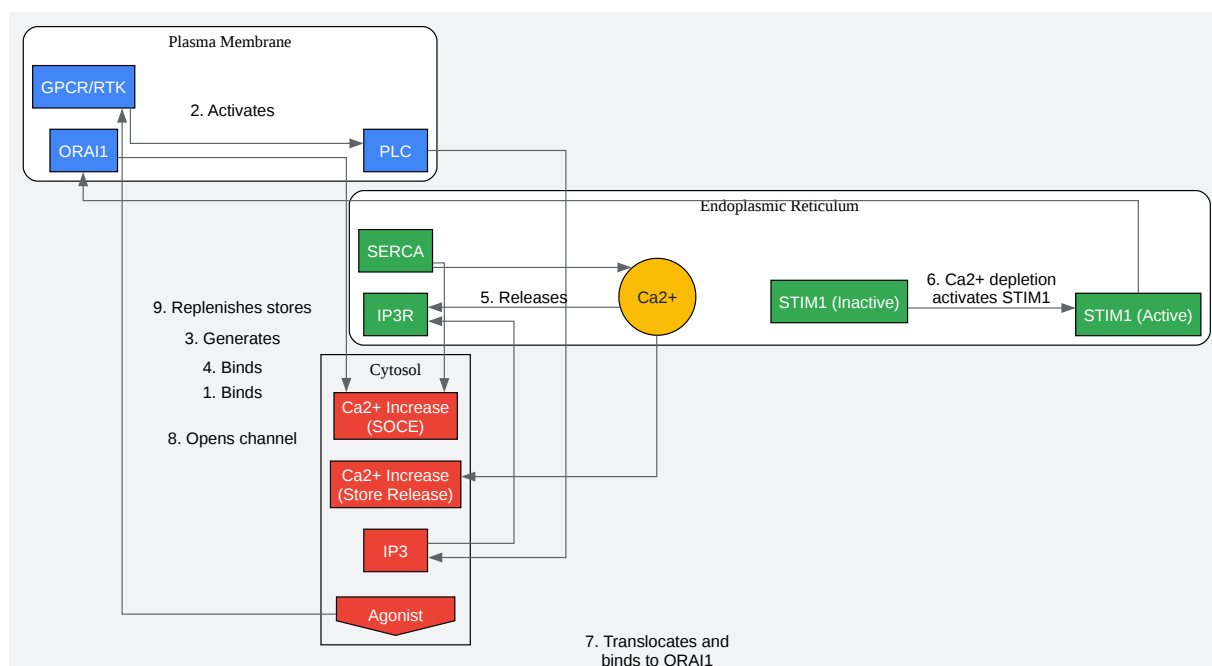 Plasma Membrane
GPCR/RTK
2. Activates
ORAI1
PLC
Endoplasmic Reticulum
SERCA
6. Ca2+ depletion
activates STIM1
5. Releases
Ca2+
STIM1 (Inactive)
IP3R
STIM1 (Active)
9. Replenishes stores
3. Generates
4. Binds
1. Binds
8. Opens channel
Cytosol
Ca2+ Increase
(SOCE)
Ca2+ Increase
(Store Release)
IP3
Agonist
7. Translocates and
binds to ORAI1